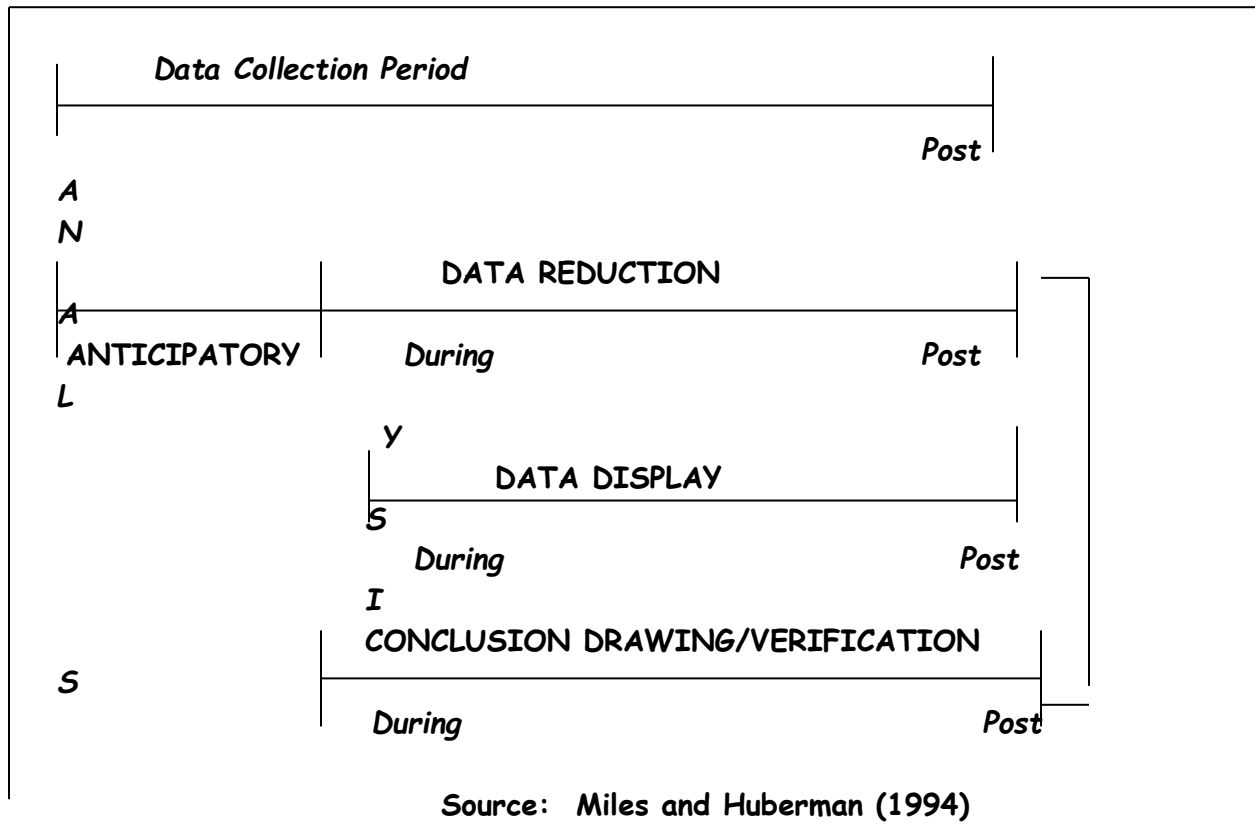 Data Collection Period
Post
A
N
DATA REDUCTION
A
ANTICIPATORY During Post
L
Y
DATA DISPLAY
S
During Post
I
CONCLUSION DRAWING/VERIFICATION
S
During Post
Source: Miles and Huberman (1994)